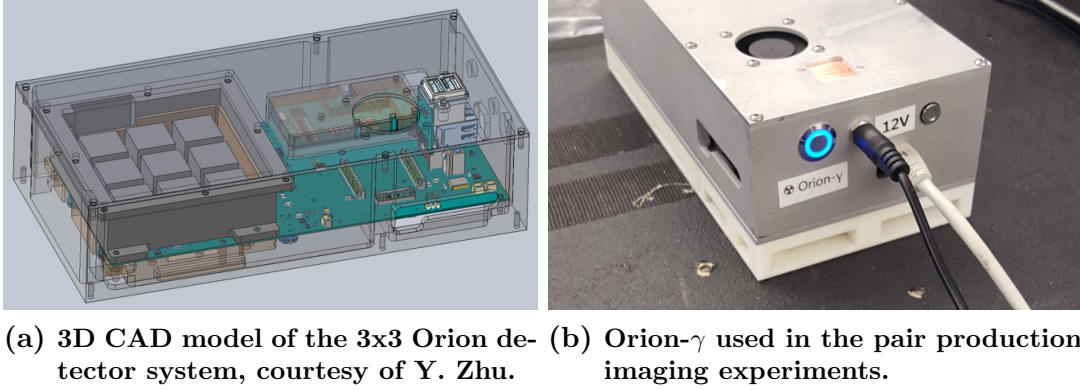 12V
☢ Orion-γ
(a) 3D CAD model of the 3x3 Orion de-
tector system, courtesy of Y. Zhu.
(b) Orion-γ used in the pair production
imaging experiments.